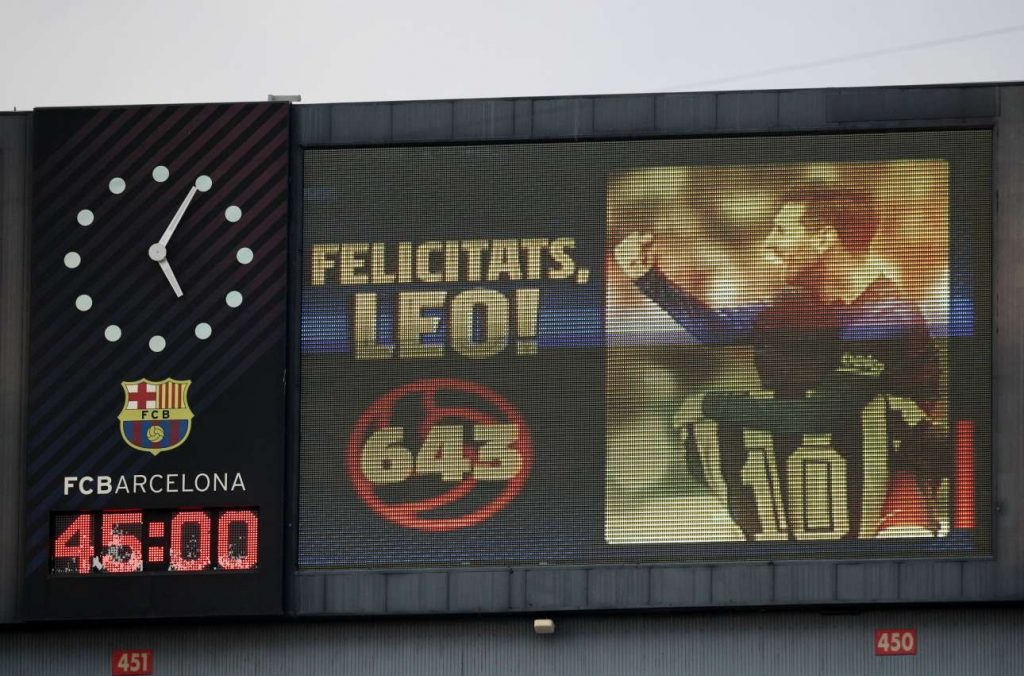 FCB
FCBARCELONA
45:00
FELICITATS,
LEO!
643
10
451
450